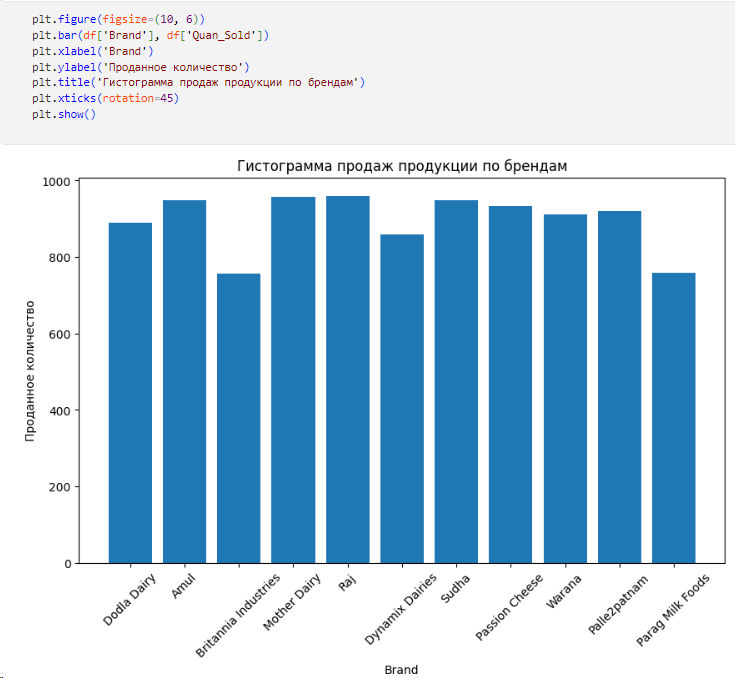 plt.figure(figsize=(10, 6))
plt.bar(df['Brand'], df['Quan_Sold'])
plt.xlabel('Brand')
plt.ylabel('Проданное количество')
plt.title('Гистограмма продаж продукции по брендам')
plt.xticks(rotation=45)
plt.show()
Гистограмма продаж продукции по брендам
1000
800
600
400
200
0
Проданное количество
Dodla Dairy
Amul
Britannia Industries
Mother Dairy
Raj
Dynamix Dairies
Sudha
Passion Cheese
Warana
Palle2patnam
Parag Milk Foods
Brand